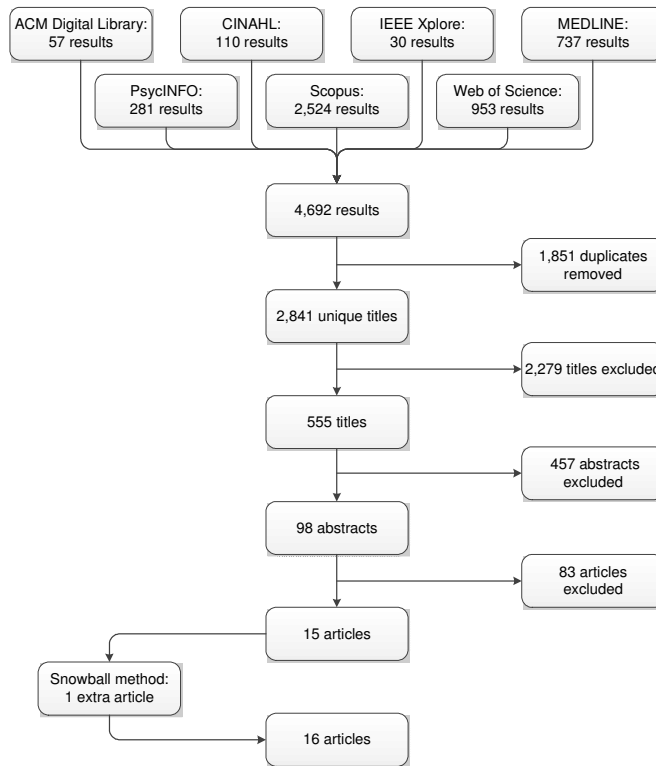 ACM Digital Library:
57 results
CINAHL:
110 results
IEEE Xplore:
30 results
MEDLINE:
737 results
PsycINFO:
281 results
Scopus:
2,524 results
Web of Science:
953 results
4,692 results
1,851 duplicates
removed
2,841 unique titles
2,279 titles excluded
555 titles
457 abstracts
excluded
98 abstracts
83 articles
excluded
15 articles
Snowball method:
1 extra article
16 articles